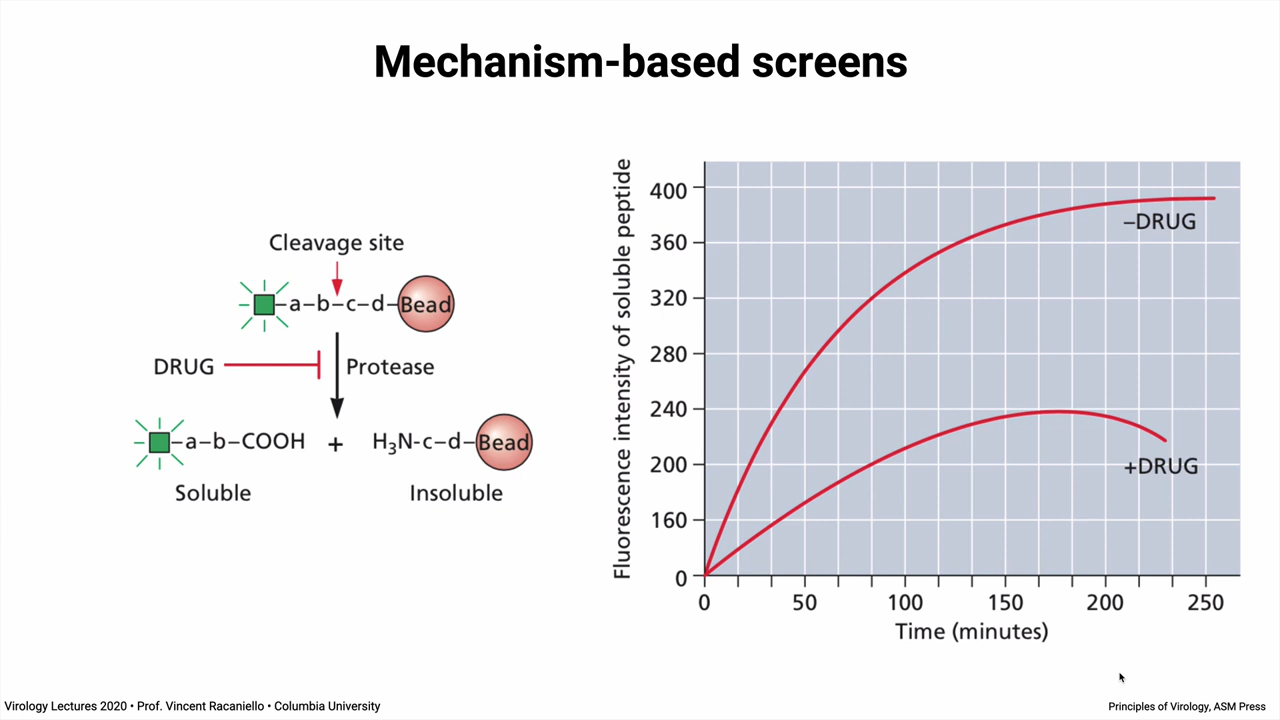 Mechanism-based screens
Cleavage site
a–b–c–d–Bead
DRUG
Protease
a–b–COOH + H₃N-c–d–Bead
Soluble
Insoluble
Fluorescence intensity of soluble peptide
400
360
320
280
240
200
160
0
–DRUG
+DRUG
0 50 100 150 200 250
Time (minutes)
Virology Lectures 2020 • Prof. Vincent Racaniello • Columbia University
Principles of Virology, ASM Press